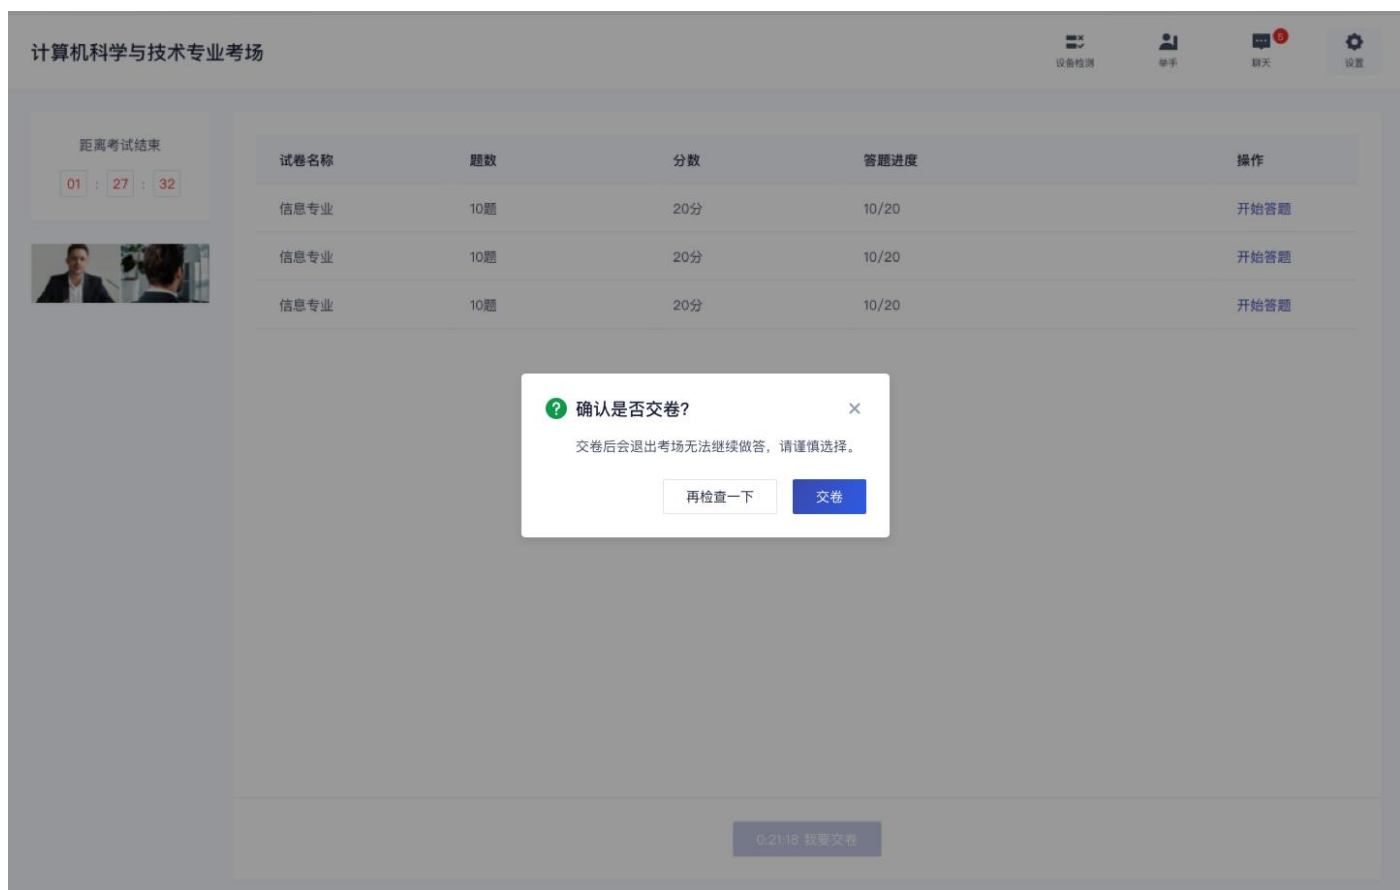 计算机科学与技术专业考场
设备检测
举手
聊天
5
设置
距离考试结束
01 : 27 : 32
试卷名称 题数 分数 答题进度 操作
信息专业 10题 20分 10/20 开始答题
信息专业 10题 20分 10/20 开始答题
信息专业 10题 20分 10/20 开始答题
确认是否交卷?
交卷后会退出考场无法继续做答，请谨慎选择。
再检查一下 交卷
0:21:18 我要交卷